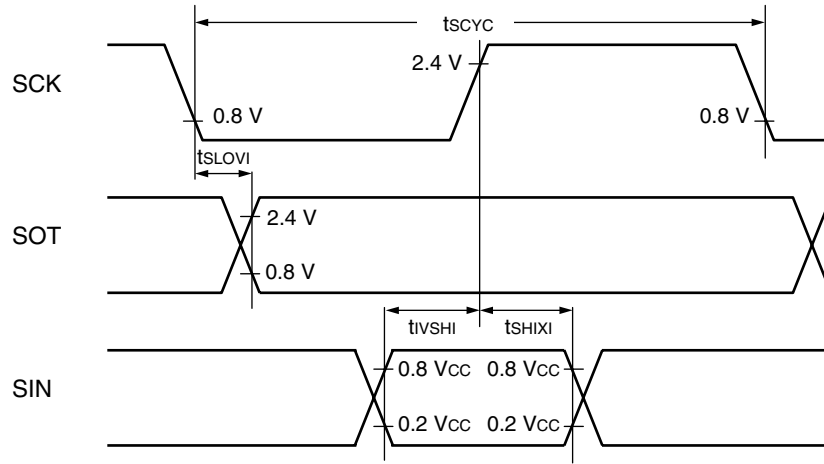 tSCYC
SCK
2.4 V
0.8 V
0.8 V
tSLOVI
SOT
2.4 V
0.8 V
tIVSHI
tSHIXI
SIN
0.8 VCC
0.8 VCC
0.2 VCC
0.2 VCC